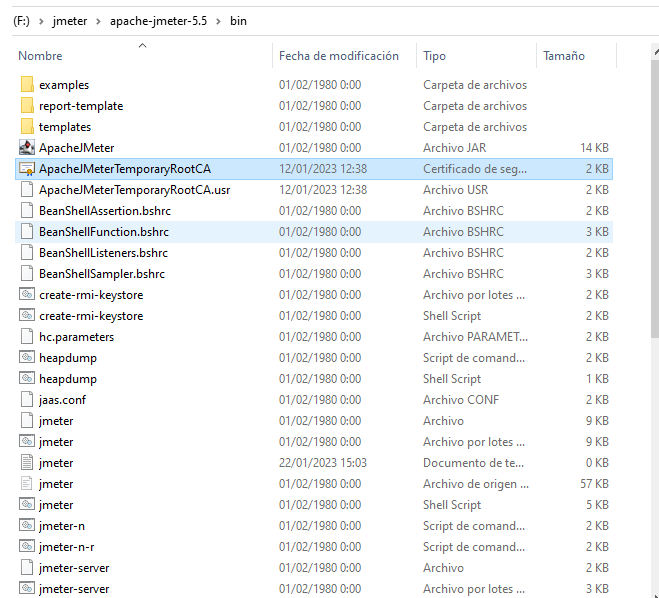 (F:) > jmeter > apache-jmeter-5.5 > bin
Nombre Fecha de modificación Tipo Tamaño
examples 01/02/1980 0:00 Carpeta de archivos
report-template 01/02/1980 0:00 Carpeta de archivos
templates 01/02/1980 0:00 Carpeta de archivos
ApacheJMeter 01/02/1980 0:00 Archivo JAR 14 KB
ApacheJMeterTemporaryRootCA 12/01/2023 12:38 Certificado de seg... 2 KB
ApacheJMeterTemporaryRootCA.usr 12/01/2023 12:38 Archivo USR 2 KB
BeanShellAssertion.bshrc 01/02/1980 0:00 Archivo BSHRC 2 KB
BeanShellFunction.bshrc 01/02/1980 0:00 Archivo BSHRC 3 KB
BeanShellListeners.bshrc 01/02/1980 0:00 Archivo BSHRC 2 KB
BeanShellSampler.bshrc 01/02/1980 0:00 Archivo BSHRC 3 KB
create-rmi-keystore 01/02/1980 0:00 Archivo por lotes ... 2 KB
create-rmi-keystore 01/02/1980 0:00 Shell Script 2 KB
hc.parameters 01/02/1980 0:00 Archivo PARAMET... 2 KB
heapdump 01/02/1980 0:00 Script de comand... 2 KB
heapdump 01/02/1980 0:00 Shell Script 1 KB
jaas.conf 01/02/1980 0:00 Archivo CONF 2 KB
jmeter 01/02/1980 0:00 Archivo 9 KB
jmeter 01/02/1980 0:00 Archivo por lotes ... 9 KB
jmeter 22/01/2023 15:03 Documento de te... 0 KB
jmeter 01/02/1980 0:00 Archivo de origen ... 57 KB
jmeter 01/02/1980 0:00 Shell Script 5 KB
jmeter-n 01/02/1980 0:00 Script de comand... 2 KB
jmeter-n-r 01/02/1980 0:00 Script de comand... 2 KB
jmeter-server 01/02/1980 0:00 Archivo 2 KB
jmeter-server 01/02/1980 0:00 Archivo por lotes ... 3 KB